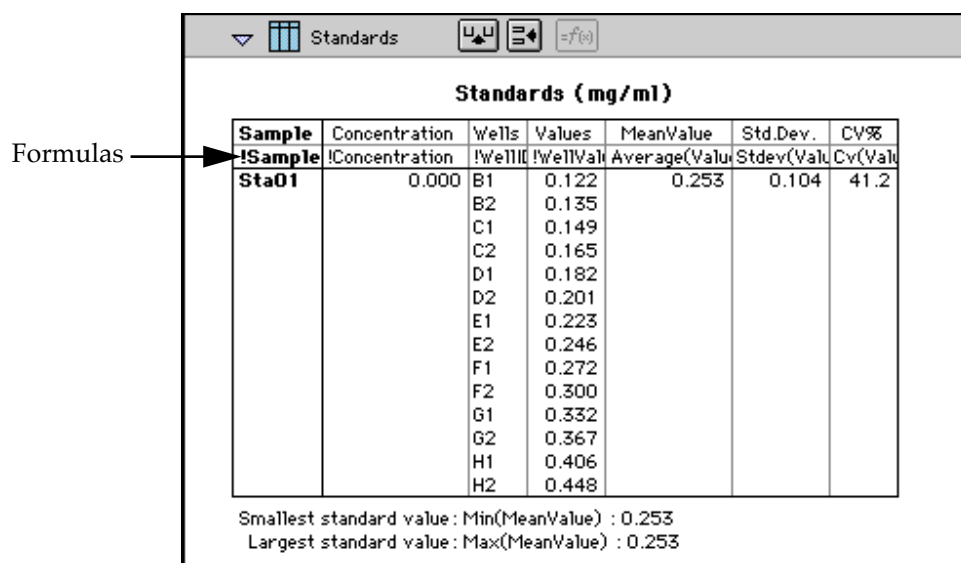 Standards
=f(x)
Standards (mg/ml)
Sample Concentration Wells Values MeanValue Std.Dev. CV%
Formulas
!Sample !Concentration !WellID !WellVal Average(Valu Stdev(Valu Cv(Valu
Sta01 0.000 B1 0.122 0.253 0.104 41.2
B2 0.135
C1 0.149
C2 0.165
D1 0.182
D2 0.201
E1 0.223
E2 0.246
F1 0.272
F2 0.300
G1 0.332
G2 0.367
H1 0.406
H2 0.448
Smallest standard value : Min(MeanValue) : 0.253
Largest standard value : Max(MeanValue) : 0.253